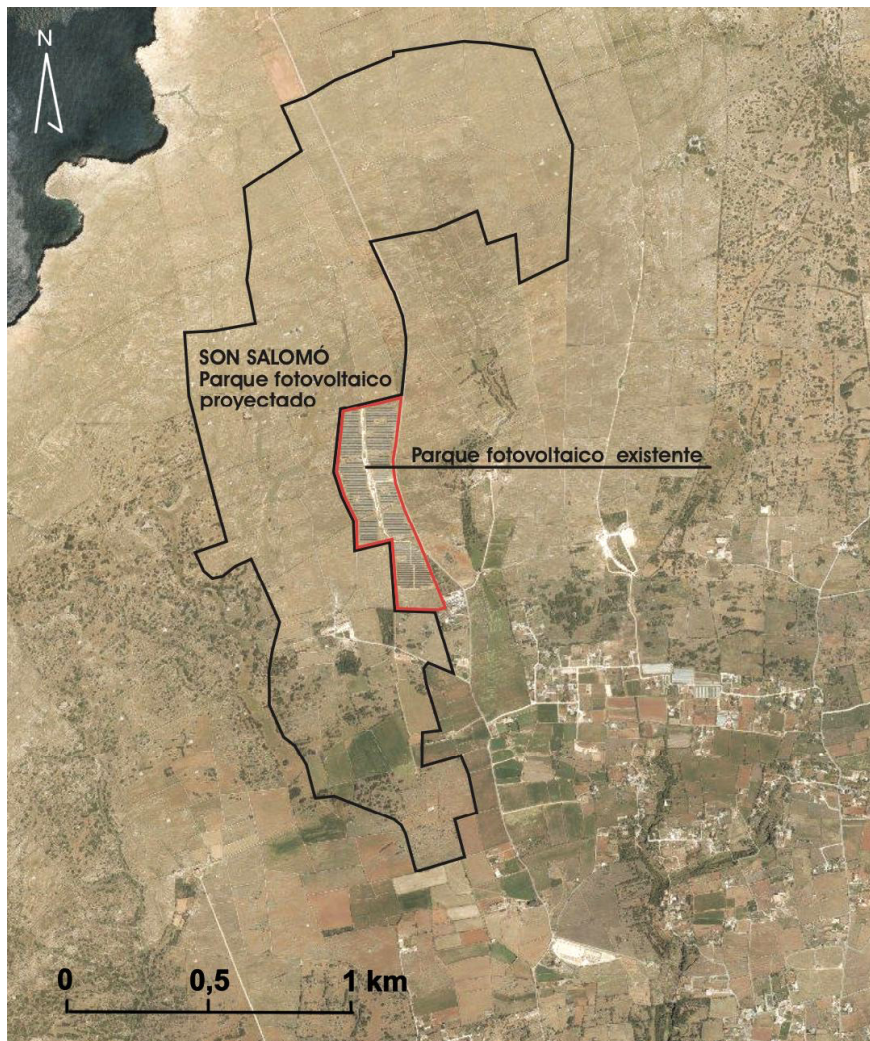 N
SON SALOMÓ
Parque fotovoltaico
proyectado
Parque fotovoltaico existente
0 0,5 1 km